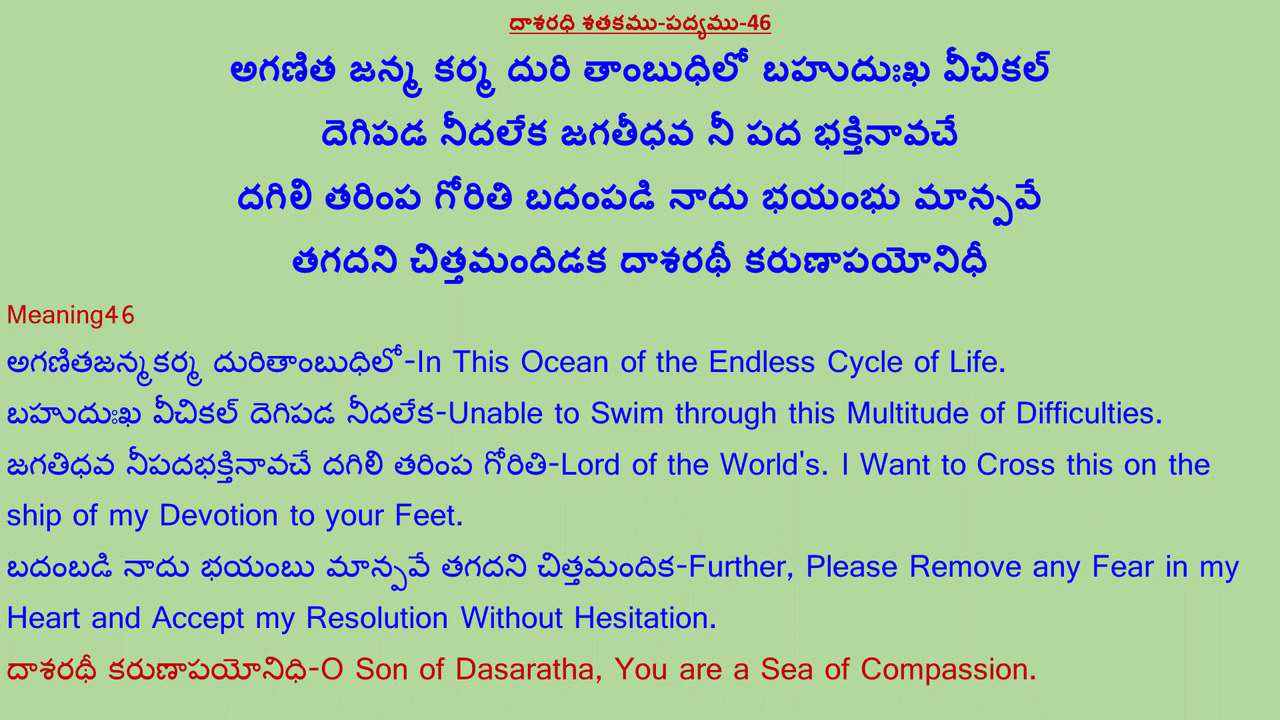 దాశరధి శతకము-పద్యము-46
అగణిత జన్మ కర్మ దురి తాంబుధిలో బహుదుఃఖ వీచికల్
దెగిపడ నీదలేక జగతీధవ నీ పద భక్తినావచే
దగిలి తరింప గోరితి బదంపడి నాదు భయంభు మాన్పవే
తగదని చిత్తమందిడక దాశరథీ కరుణాపయోనిధీ
Meaning46
అగణితజన్మకర్మ దురితాంబుధిలో-In This Ocean of the Endless Cycle of Life.
బహుదుఃఖ వీచికల్ దెగిపడ నీదలేక-Unable to Swim through this Multitude of Difficulties.
జగతిధవ నీపదభక్తినావచే దగిలి తరింప గోరితి-Lord of the World's. I Want to Cross this on the
ship of my Devotion to your Feet.
బదంబడి నాదు భయంబు మాన్పవే తగదని చిత్తమందిక-Further, Please Remove any Fear in my
Heart and Accept my Resolution Without Hesitation.
దాశరథీ కరుణాపయోనిధి-O Son of Dasaratha, You are a Sea of Compassion.